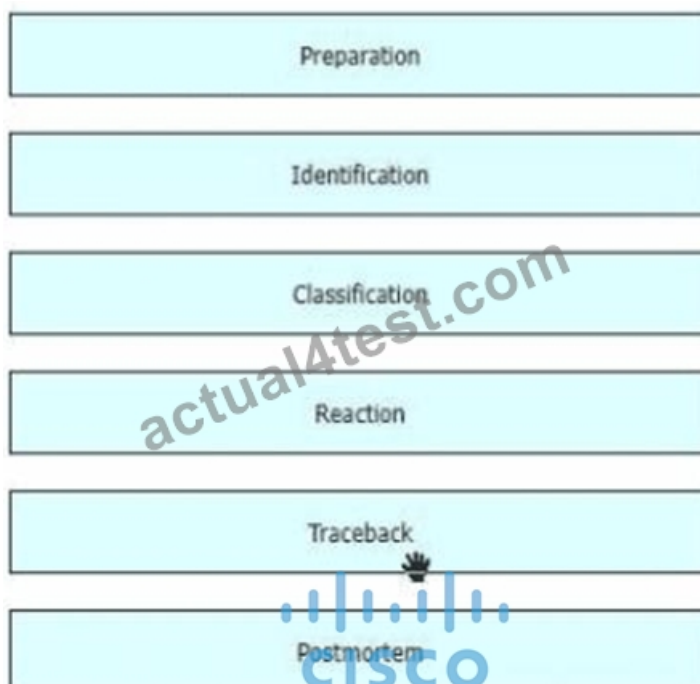 Preparation
Identification
Classification
actual4test.com
Reaction
Traceback
Postmortem
cisco